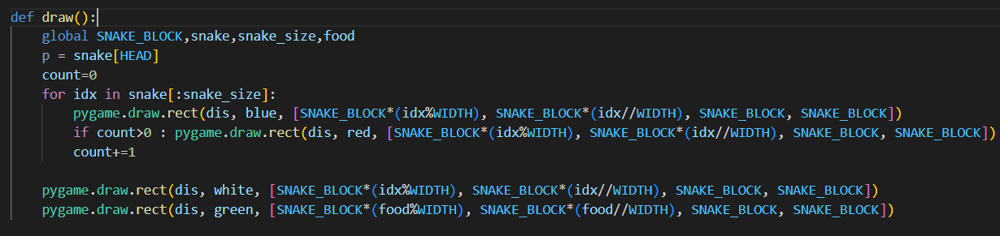 def draw():
    global SNAKE_BLOCK,snake,snake_size,food
    p = snake[HEAD]
    count=0
    for idx in snake[:snake_size]:
        pygame.draw.rect(dis, blue, [SNAKE_BLOCK*(idx%WIDTH), SNAKE_BLOCK*(idx//WIDTH), SNAKE_BLOCK, SNAKE_BLOCK])
        if count>0 : pygame.draw.rect(dis, red, [SNAKE_BLOCK*(idx%WIDTH), SNAKE_BLOCK*(idx//WIDTH), SNAKE_BLOCK, SNAKE_BLOCK])
        count+=1
    pygame.draw.rect(dis, white, [SNAKE_BLOCK*(idx%WIDTH), SNAKE_BLOCK*(idx//WIDTH), SNAKE_BLOCK, SNAKE_BLOCK])
    pygame.draw.rect(dis, green, [SNAKE_BLOCK*(food%WIDTH), SNAKE_BLOCK*(food//WIDTH), SNAKE_BLOCK, SNAKE_BLOCK])